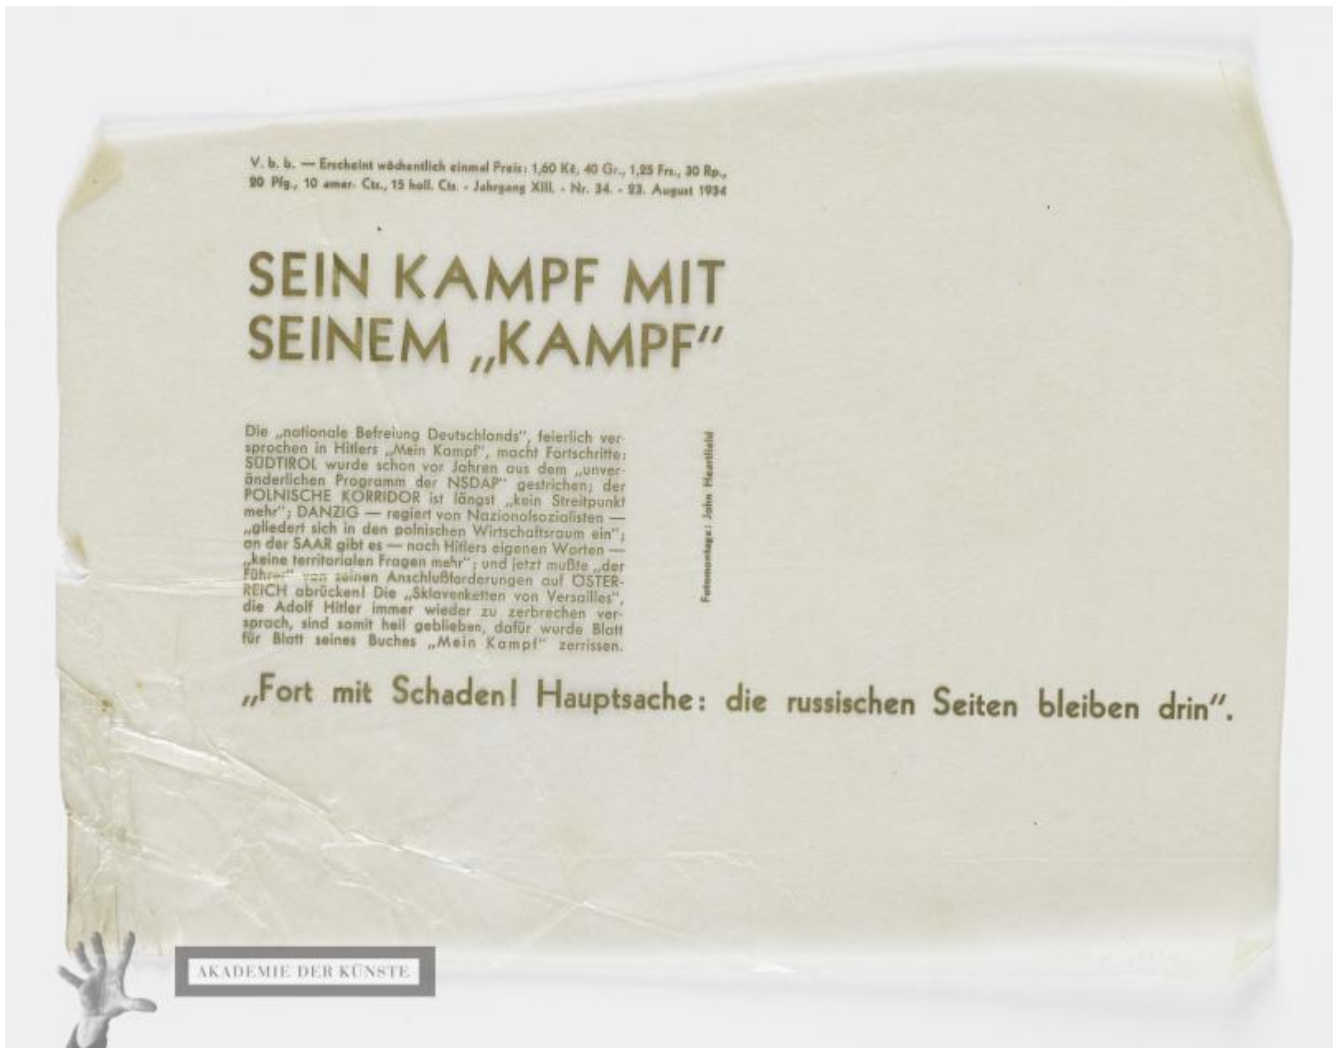 V. b. b. — Erscheint wöchentlich einmal Preis: 1,60 Kč, 40 Gr., 1,25 Frs., 30 Rp.,
20 Pfg., 10 amer. Cts., 15 holl. Cts. - Jahrgang XIII. - Nr. 34. - 23. August 1934
SEIN KAMPF MIT
SEINEM „KAMPF“
Die „nationale Befreiung Deutschlands“, feierlich ver-
sprochen in Hitlers „Mein Kampf“, macht Fortschritte:
SÜDTIROL wurde schon vor Jahren aus dem „unver-
änderlichen Programm der NSDAP“ gestrichen; der
POLNISCHE KORRIDOR ist längst „kein Streitpunkt
mehr“; DANZIG — regiert von Nazionalsozialisten —
„gliedert sich in den polnischen Wirtschaftsraum ein“;
an der SAAR gibt es — nach Hitlers eigenen Worten —
„keine territorialen Fragen mehr“; und jetzt mußte „der
Führer“ von seinen Anschlußforderungen auf ÖSTER-
REICH abrücken! Die „Sklavenketten von Versailles“,
die Adolf Hitler immer wieder zu zerbrechen ver-
sprach, sind somit heil geblieben, dafür wurde Blatt
für Blatt seines Buches „Mein Kampf“ zerrissen.
Fotomontage: John Heartfield
„Fort mit Schaden! Hauptsache: die russischen Seiten bleiben drin“.
AKADEMIE DER KÜNSTE